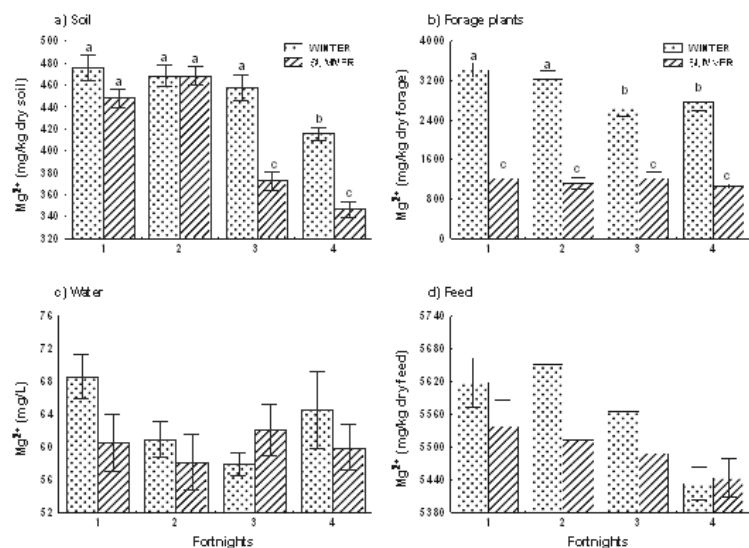 a) Soil
500
480
460
440
420
400
380
360
340
320
Mg²⁺ (mg/kg dry soil)
WINTER
SUMMER
a
a
a
a
a
c
b
c
1
2
3
4
b) Forage plants
4000
3200
2400
1600
800
0
Mg²⁺ (mg/kg dry forage)
WINTER
SUMMER
a
c
a
c
b
c
b
c
1
2
3
4
c) Water
76
72
68
64
60
56
52
Mg²⁺ (mg/L)
1
2
3
4
Fortnights
d) Feed
5740
5680
5620
5560
5500
5440
5380
Mg²⁺ (mg/kg dry feed)
1
2
3
4
Fortnights